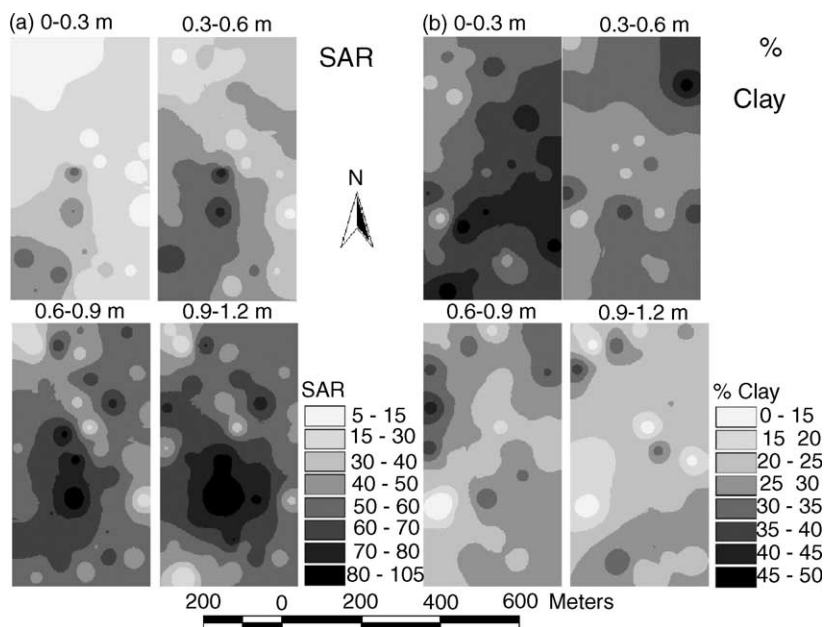 (a) 0-0.3 m 0.3-0.6 m
SAR
N
0.6-0.9 m 0.9-1.2 m
SAR
5 - 15
15 - 30
30 - 40
40 - 50
50 - 60
60 - 70
70 - 80
80 - 105
(b) 0-0.3 m 0.3-0.6 m
%
Clay
0.6-0.9 m 0.9-1.2 m
% Clay
0 - 15
15 20
20 - 25
25 30
30 - 35
35 - 40
40 - 45
45 - 50
200 0 200 400 600 Meters